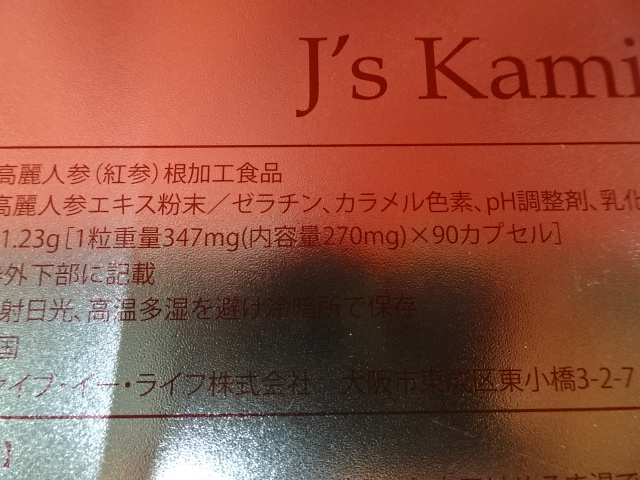 J's Kami
高麗人参（紅参）根加工食品
高麗人参エキス粉末／ゼラチン、カラメル色素、pH調整剤、乳化
1.23g［1粒重量347mg(内容量270mg)×90カプセル］
外下部に記載
射日光、高温多湿を避け冷暗所で保存
国
ァイブ・イー・ライフ株式会社 大阪市東成区東小橋3-2-7
】